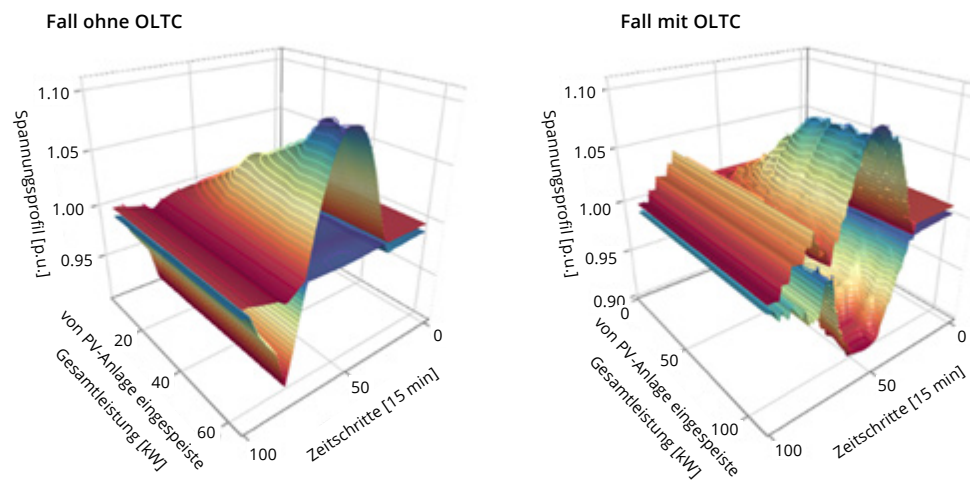 Fall ohne OLTC
1.10
1.05
1.00
0.95
Spannungsprofil [p.u.]
20
40
60
von PV-Anlage eingespeiste
Gesamtleistung [kW]
0
50
100
Zeitschritte [15 min]
Fall mit OLTC
1.10
1.05
1.00
0.95
0.90
Spannungsprofil [p.u.]
0
50
100
von PV-Anlage eingespeiste
Gesamtleistung [kW]
0
50
100
Zeitschritte [15 min]